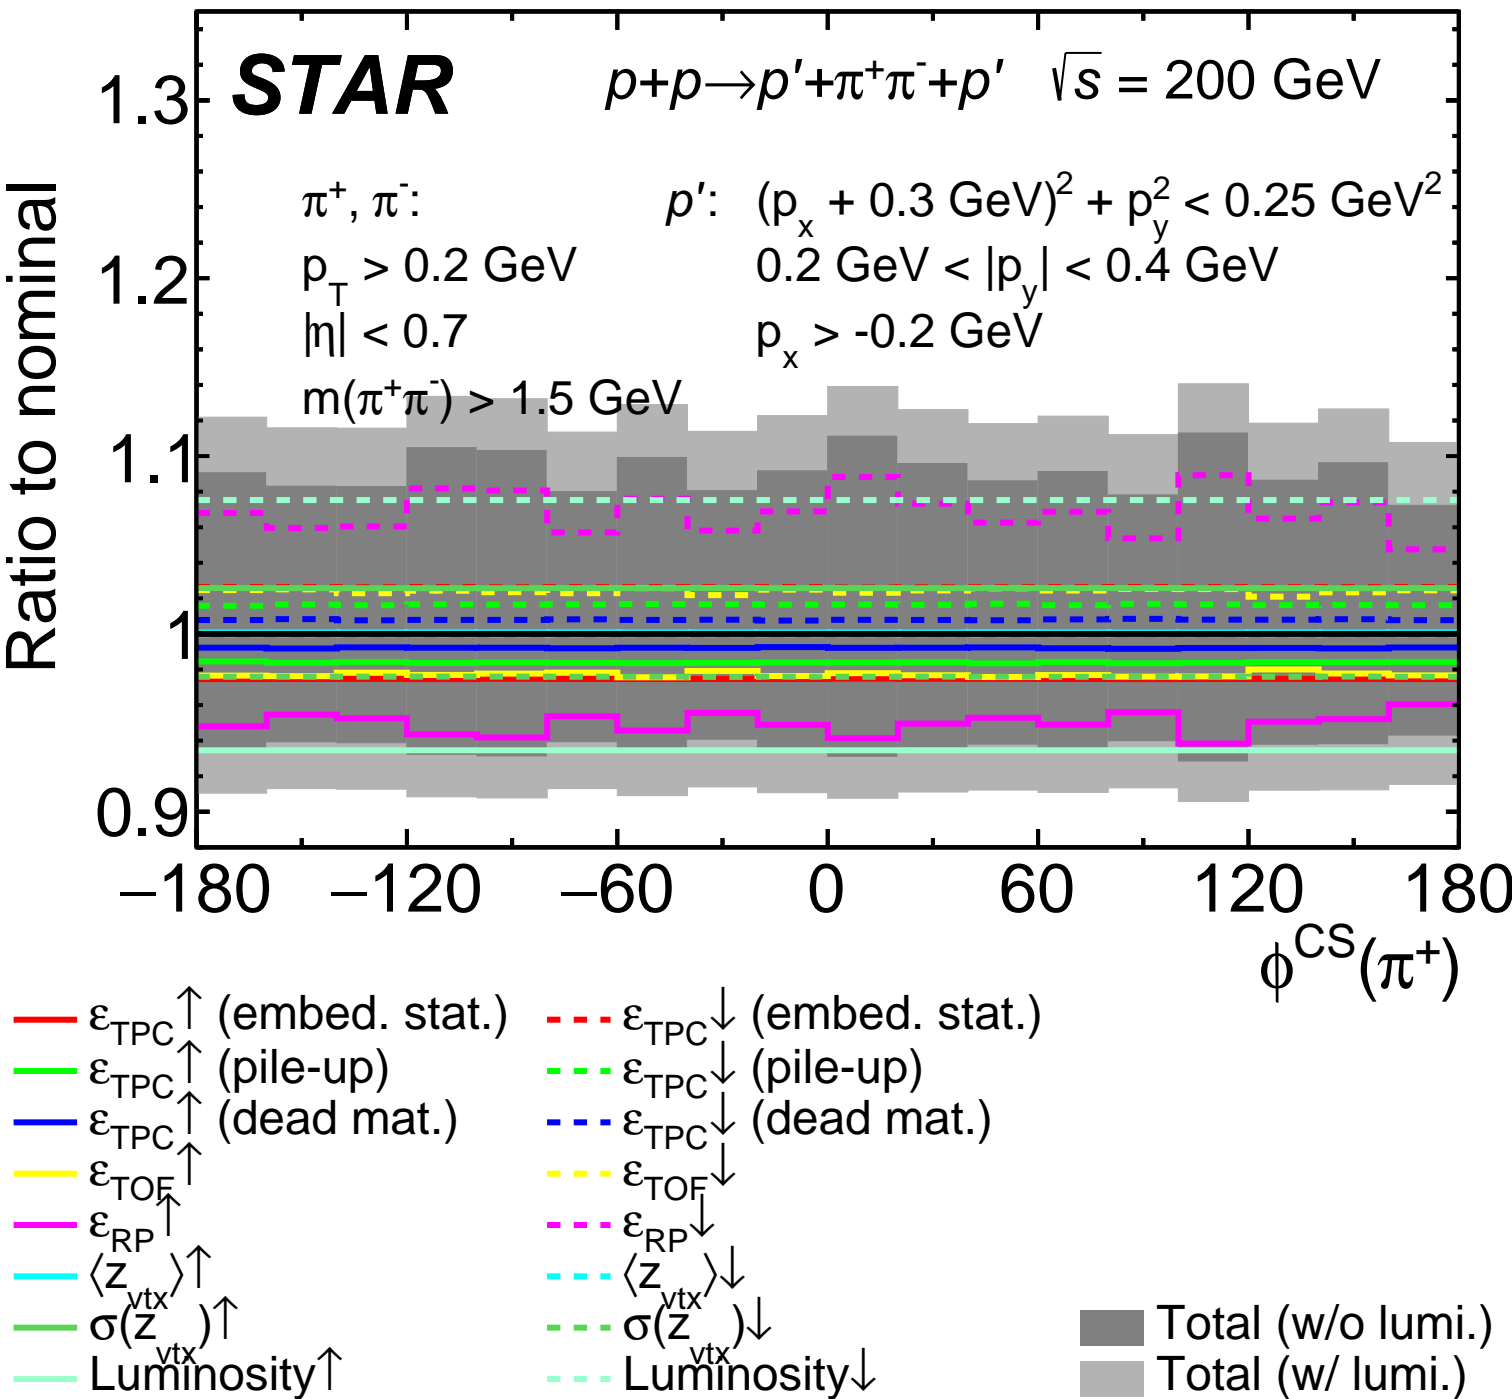 STAR p+p→p′+π⁺π⁻+p′ √s = 200 GeV
π⁺, π⁻: p′: (pₓ + 0.3 GeV)² + p_y² < 0.25 GeV²
p_T > 0.2 GeV 0.2 GeV < |p_y| < 0.4 GeV
|η| < 0.7 pₓ > -0.2 GeV
m(π⁺π⁻) > 1.5 GeV
Ratio to nominal
1.3
1.2
1.1
1
0.9
−180 −120 −60 0 60 120 180
ϕ^CS(π⁺)
ε_TPC↑ (embed. stat.) ε_TPC↓ (embed. stat.)
ε_TPC↑ (pile-up) ε_TPC↓ (pile-up)
ε_TPC↑ (dead mat.) ε_TPC↓ (dead mat.)
ε_TOF↑ ε_TOF↓
ε_RP↑ ε_RP↓
⟨z_vtx⟩↑ ⟨z_vtx⟩↓
σ(z_vtx)↑ σ(z_vtx)↓ Total (w/o lumi.)
Luminosity↑ Luminosity↓ Total (w/ lumi.)